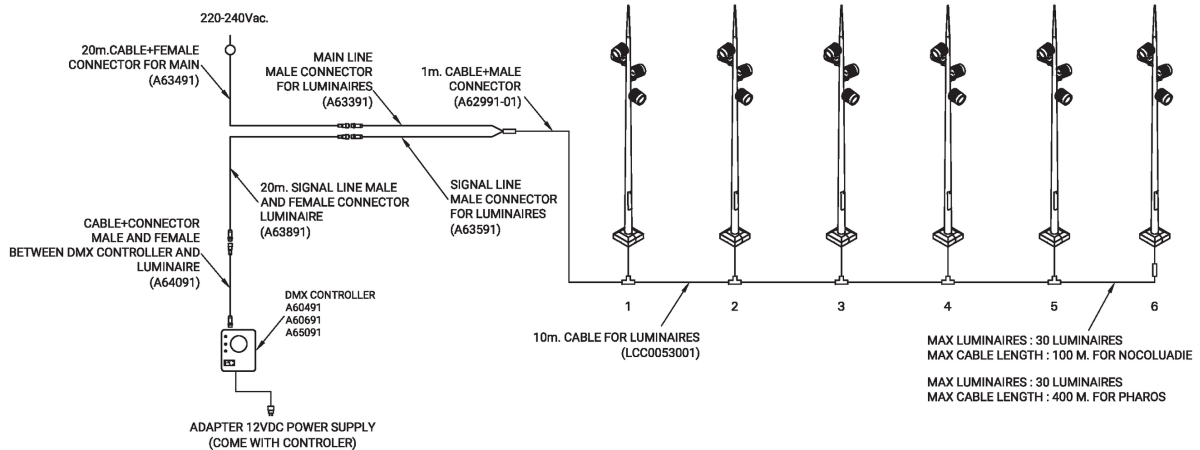 220-240Vac.
20m.CABLE+FEMALE
CONNECTOR FOR MAIN
(A63491)
MAIN LINE
MALE CONNECTOR
FOR LUMINAIRES
(A63391)
1m. CABLE+MALE
CONNECTOR
(A62991-01)
20m. SIGNAL LINE MALE
AND FEMALE CONNECTOR
LUMINAIRE
(A63891)
SIGNAL LINE
MALE CONNECTOR
FOR LUMINAIRES
(A63591)
CABLE+CONNECTOR
MALE AND FEMALE
BETWEEN DMX CONTROLLER AND
LUMINAIRE
(A64091)
DMX CONTROLLER
A60491
A60691
A65091
ADAPTER 12VDC POWER SUPPLY
(COME WITH CONTROLER)
1
2
3
4
5
6
10m. CABLE FOR LUMINAIRES
(LCC0053001)
MAX LUMINAIRES : 30 LUMINAIRES
MAX CABLE LENGTH : 100 M. FOR NOCOLUADIE
MAX LUMINAIRES : 30 LUMINAIRES
MAX CABLE LENGTH : 400 M. FOR PHAROS